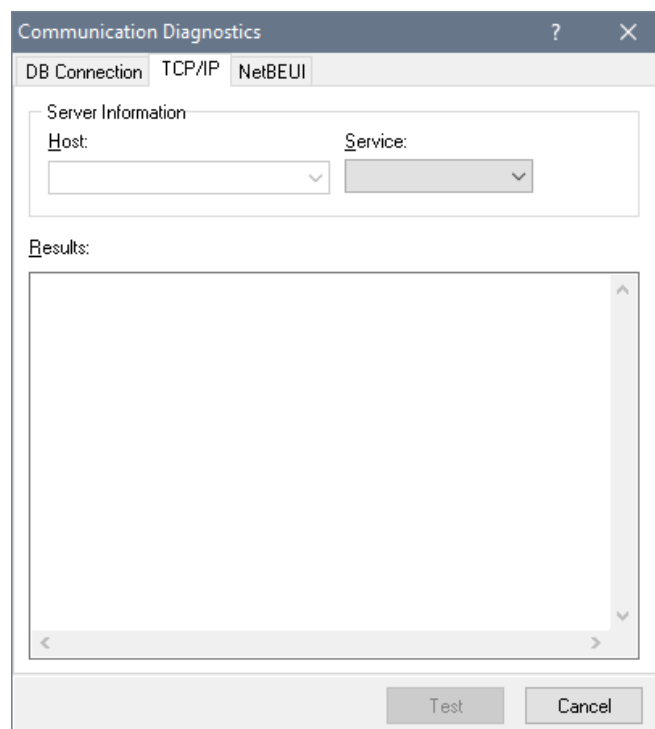 Communication Diagnostics ?
DB Connection TCP/IP NetBEUI
Server Information
Host: Service:
Results:
Test Cancel